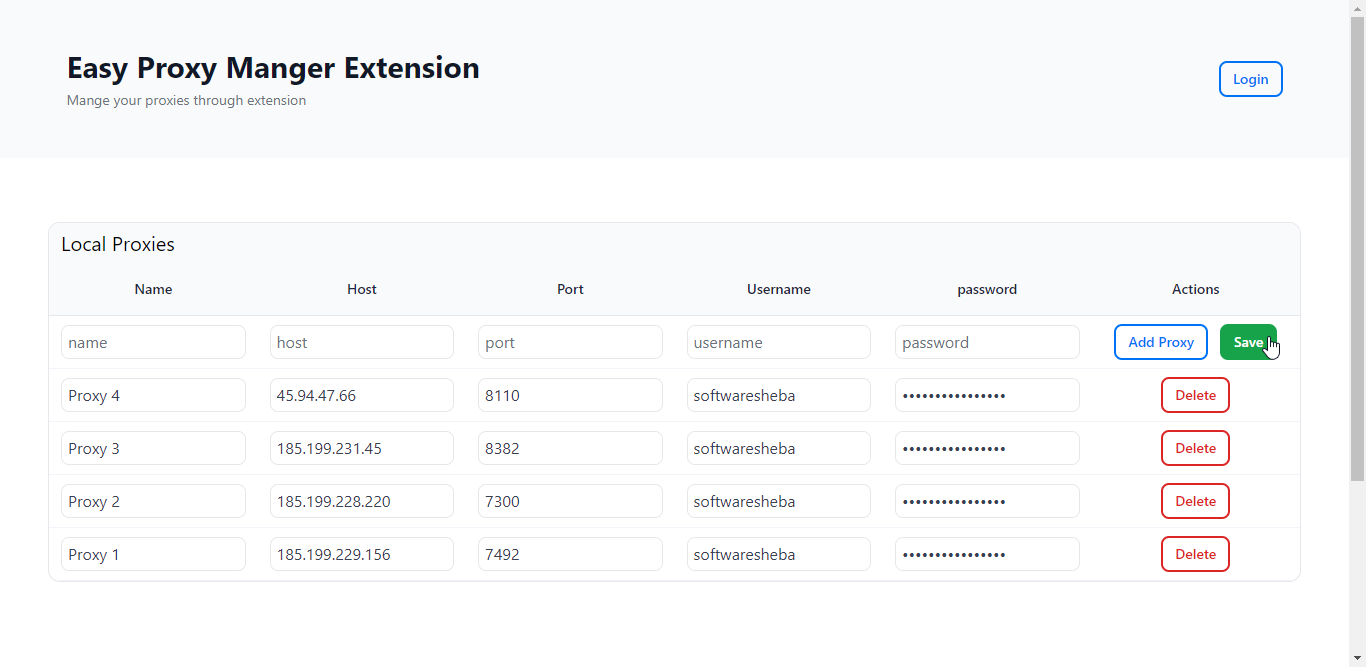 Easy Proxy Manger Extension
Mange your proxies through extension
Login
Local Proxies
Name Host Port Username password Actions
name host port username password Add Proxy Save
Proxy 4 45.94.47.66 8110 softwaresheba •••••••••••••••• Delete
Proxy 3 185.199.231.45 8382 softwaresheba •••••••••••••••• Delete
Proxy 2 185.199.228.220 7300 softwaresheba •••••••••••••••• Delete
Proxy 1 185.199.229.156 7492 softwaresheba •••••••••••••••• Delete